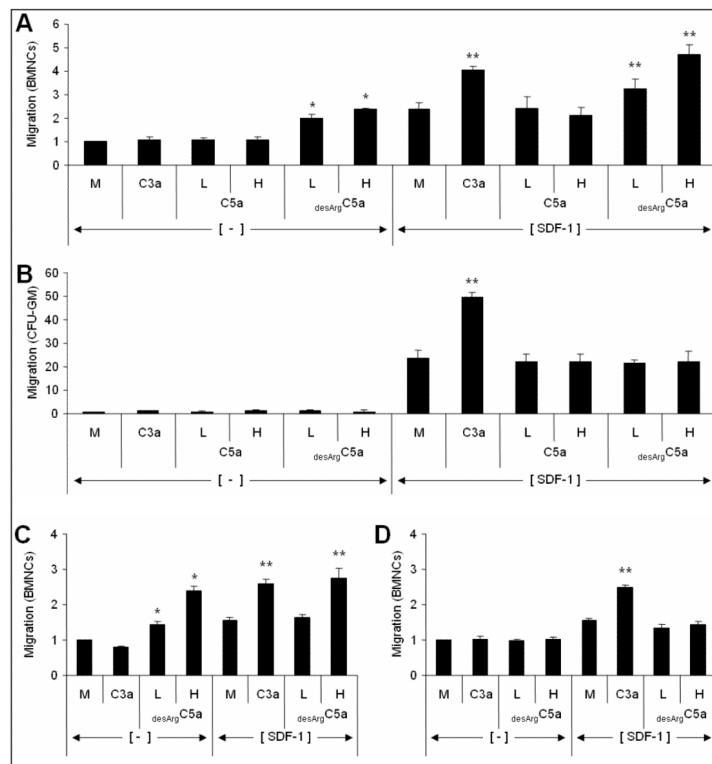 A
Migration (BMNCs)
6
5
4
3
2
1
0
* * ** ** **
M C3a L H L H M C3a L H L H
C5a desArgC5a C5a desArgC5a
[ - ] [ SDF-1 ]
B
Migration (CFU-GM)
60
50
40
30
20
10
0
**
M C3a L H L H M C3a L H L H
C5a desArgC5a C5a desArgC5a
[ - ] [ SDF-1 ]
C
Migration (BMNCs)
4
3
2
1
0
* * ** **
M C3a L H M C3a L H
desArgC5a desArgC5a
[ - ] [ SDF-1 ]
D
Migration (BMNCs)
4
3
2
1
0
**
M C3a L H M C3a L H
desArgC5a desArgC5a
[ - ] [ SDF-1 ]